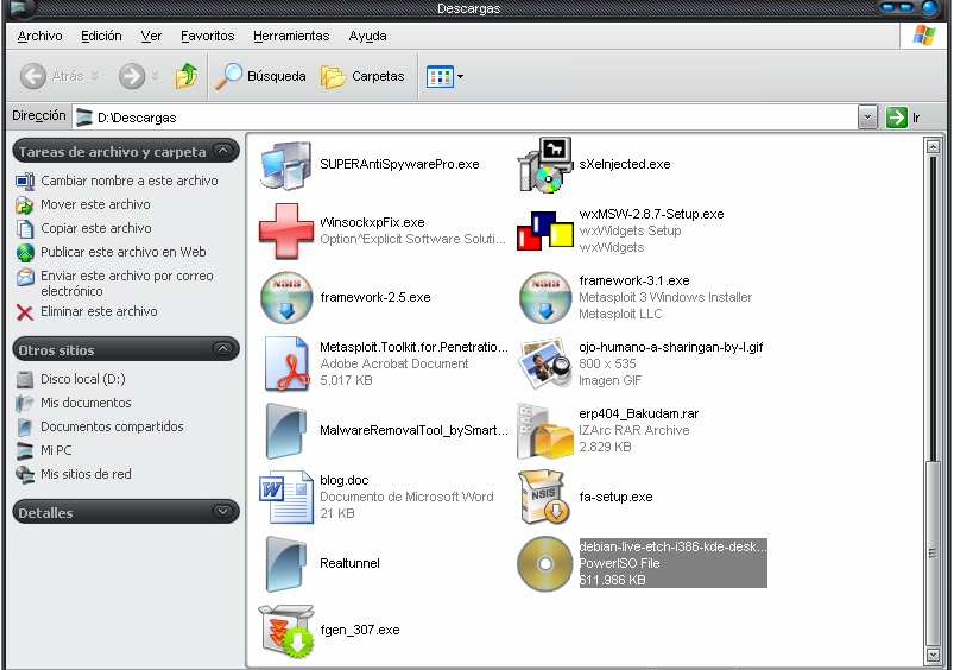 Descargas
Archivo Edición Ver Favoritos Herramientas Ayuda
Atrás Búsqueda Carpetas
Dirección D:\Descargas Ir
Tareas de archivo y carpeta
Cambiar nombre a este archivo
Mover este archivo
Copiar este archivo
Publicar este archivo en Web
Enviar este archivo por correo
electrónico
Eliminar este archivo
Otros sitios
Disco local (D:)
Mis documentos
Documentos compartidos
Mi PC
Mis sitios de red
Detalles
SUPERAntiSpywarePro.exe
sXeInjected.exe
WinsockxpFix.exe
Option^Explicit Software Soluti...
wxMSW-2.8.7-Setup.exe
wxWidgets Setup
wxWidgets
NSIS
framework-2.5.exe
NSIS
framework-3.1.exe
Metasploit 3 Windows Installer
Metasploit LLC
Metasploit.Toolkit.for.Penetratio...
Adobe Acrobat Document
5.017 KB
ojo-humano-a-sharingan-by-l.gif
800 x 535
Imagen GIF
MalwareRemovalTool_bySmart...
erp404_Bakudam.rar
IZArc RAR Archive
2.829 KB
blog.doc
Documento de Microsoft Word
21 KB
NSIS
fa-setup.exe
Realtunnel
debian-live-etch-i386-kde-desk...
PowerISO File
611.986 KB
fgen_307.exe